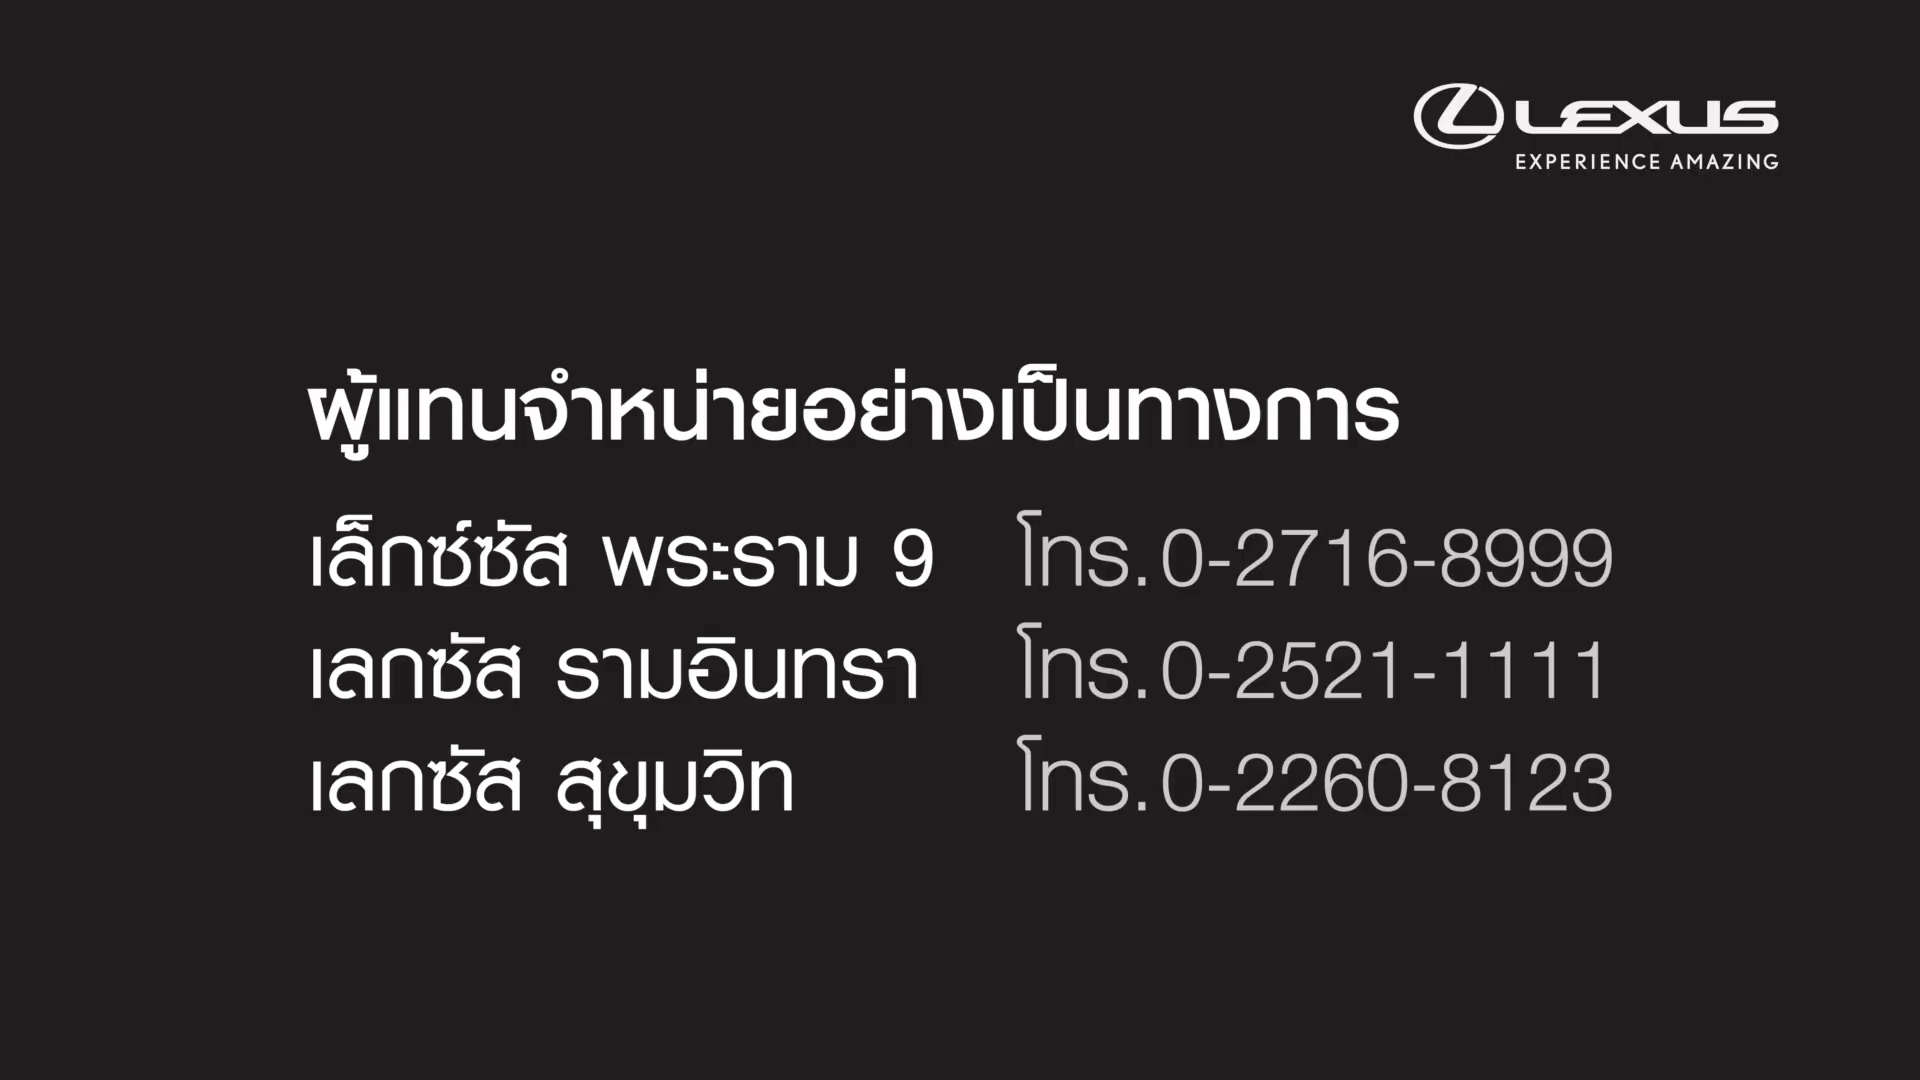 LEXUS
EXPERIENCE AMAZING
ผู้แทนจำหน่ายอย่างเป็นทางการ
เล็กซ์ซัส พระราม 9 โทร. 0-2716-8999
เลกซัส รามอินทรา โทร. 0-2521-1111
เลกซัส สุขุมวิท โทร. 0-2260-8123